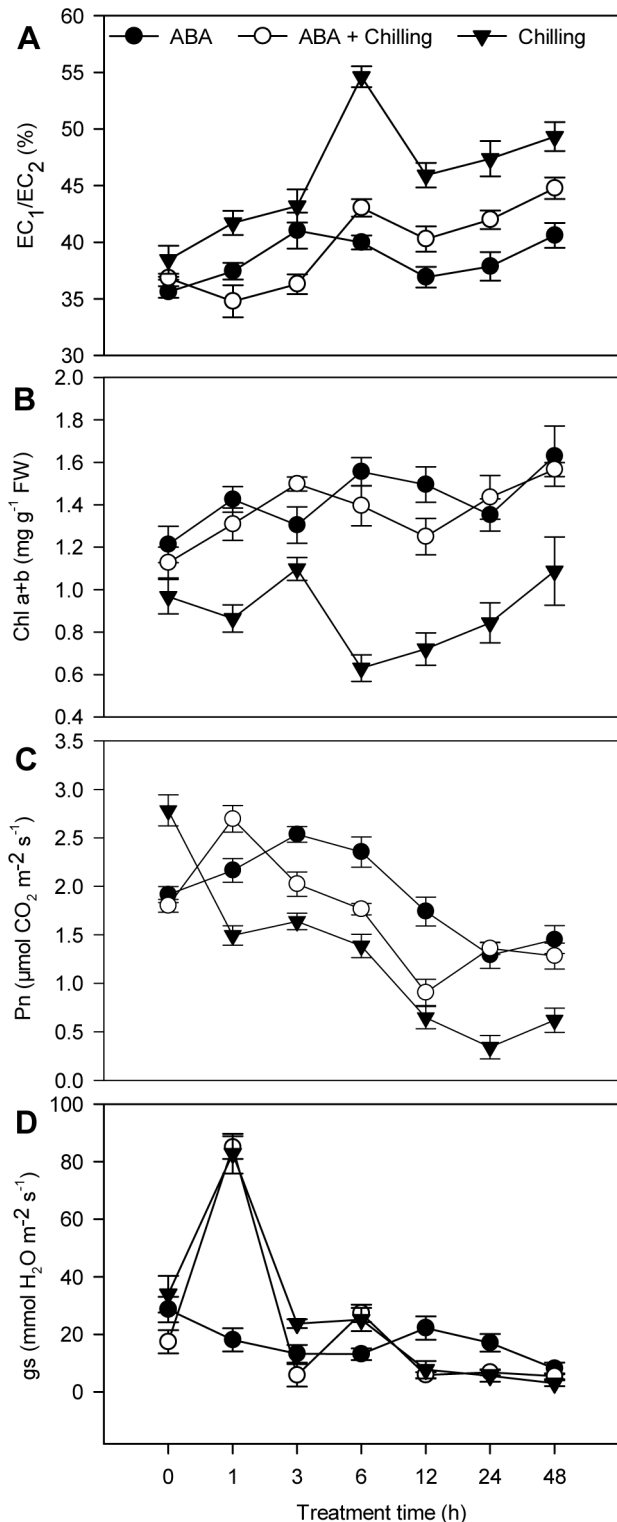 A
ABA
ABA + Chilling
Chilling
EC₁/EC₂ (%)
60
55
50
45
40
35
30
B
Chl a+b (mg g⁻¹ FW)
2.0
1.8
1.6
1.4
1.2
1.0
0.8
0.6
0.4
C
Pn (µmol CO₂ m⁻² s⁻¹)
3.5
3.0
2.5
2.0
1.5
1.0
0.5
0.0
D
gs (mmol H₂O m⁻² s⁻¹)
100
80
60
40
20
0
0 1 3 6 12 24 48
Treatment time (h)